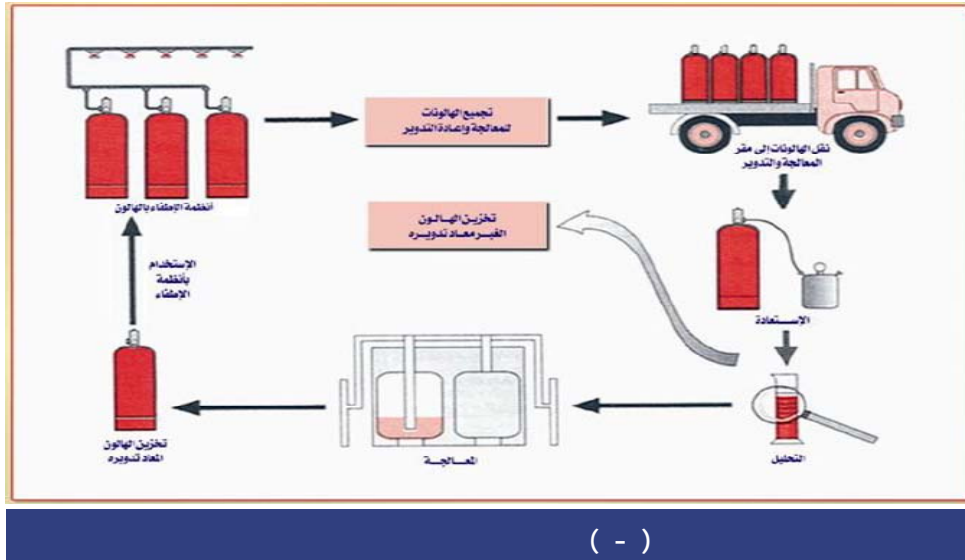 تجميع الهالونات
للمعالجة وإعادة التدوير
نقل الهالونات إلى مقر
المعالجة والتدوير
أنظمة الإطفاء بالهالون
تخزين الهالون
الغير معاد تدويره
الإستخدام
بأنظمة
الإطفاء
الإستعادة
تخزين الهالون
المعاد تدويره
المعالجة
التحليل
( - )